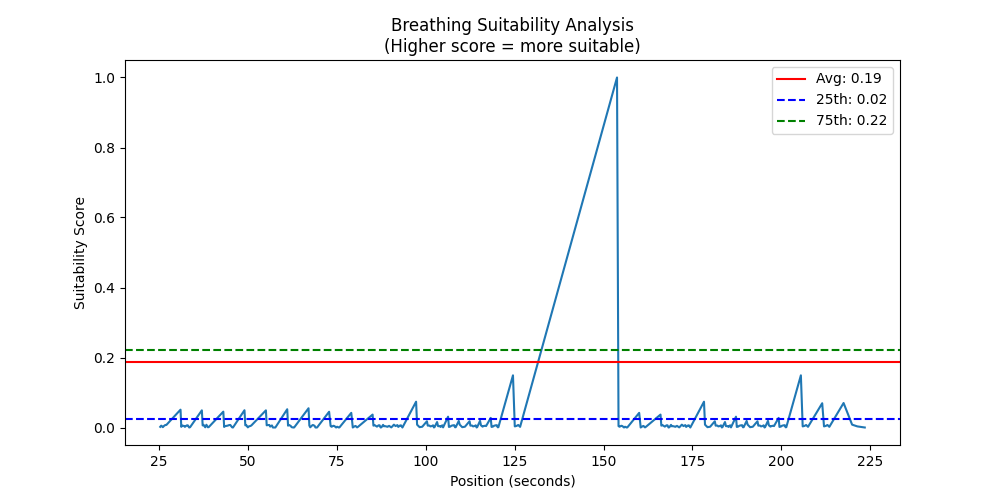 Breathing Suitability Analysis
(Higher score = more suitable)
Avg: 0.19
25th: 0.02
75th: 0.22
Suitability Score
1.0
0.8
0.6
0.4
0.2
0.0
25 50 75 100 125 150 175 200 225
Position (seconds)